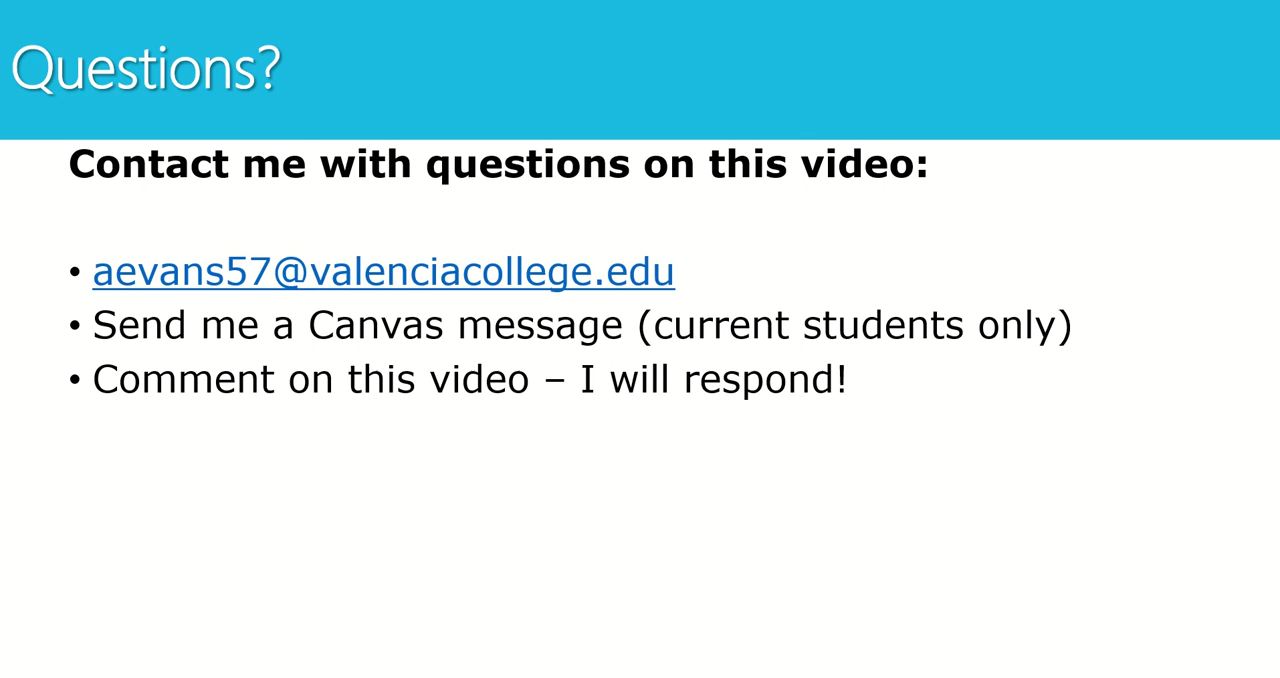 Questions?
Contact me with questions on this video:
• aevans57@valenciacollege.edu
• Send me a Canvas message (current students only)
• Comment on this video – I will respond!